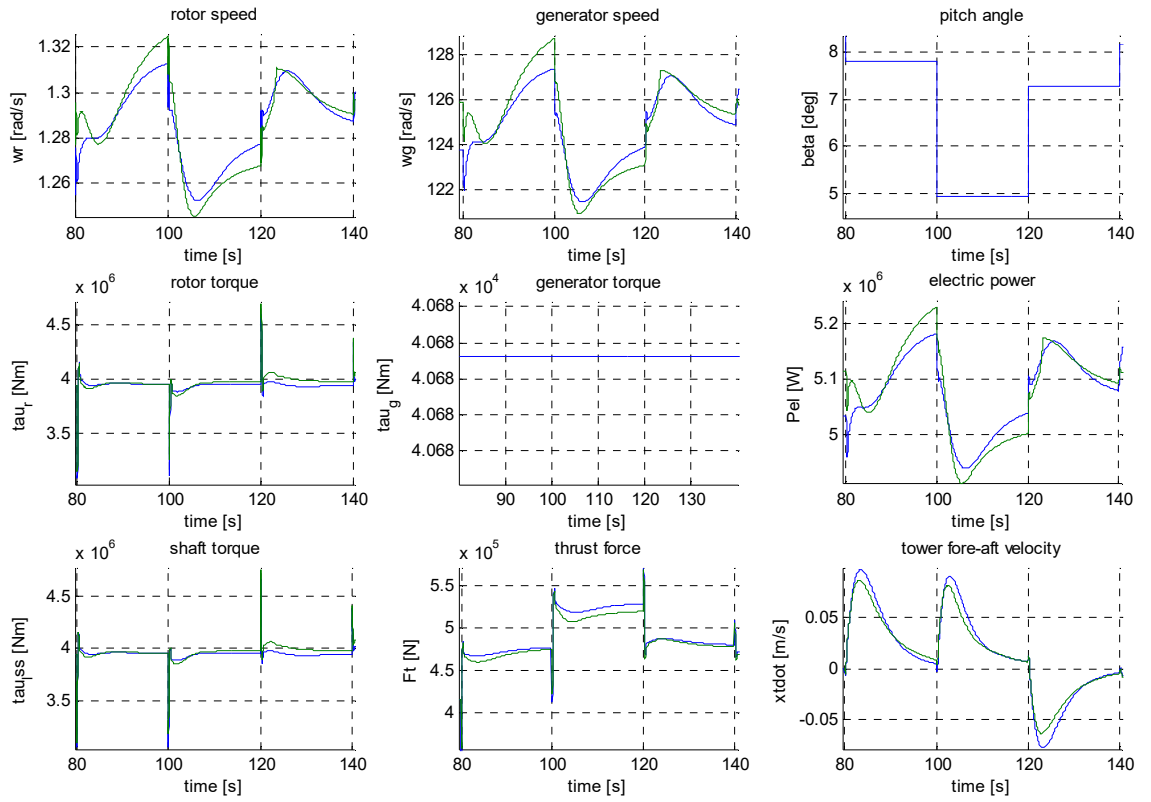 rotor speed
1.32
1.3
1.28
1.26
wr [rad/s]
80 100 120 140
time [s]
generator speed
128
126
124
122
wg [rad/s]
80 100 120 140
time [s]
pitch angle
8
7
6
5
beta [deg]
80 100 120 140
time [s]
x 10^6
rotor torque
4.5
4
3.5
tau_r [Nm]
80 100 120 140
time [s]
x 10^4
generator torque
4.068
4.068
4.068
4.068
4.068
tau_g [Nm]
90 100 110 120 130
time [s]
x 10^6
electric power
5.2
5.1
5
Pel [W]
80 100 120 140
time [s]
x 10^6
shaft torque
4.5
4
3.5
tau_lss [Nm]
80 100 120 140
time [s]
x 10^5
thrust force
5.5
5
4.5
4
Ft [N]
80 100 120 140
time [s]
tower fore-aft velocity
0.05
0
-0.05
xtdot [m/s]
80 100 120 140
time [s]